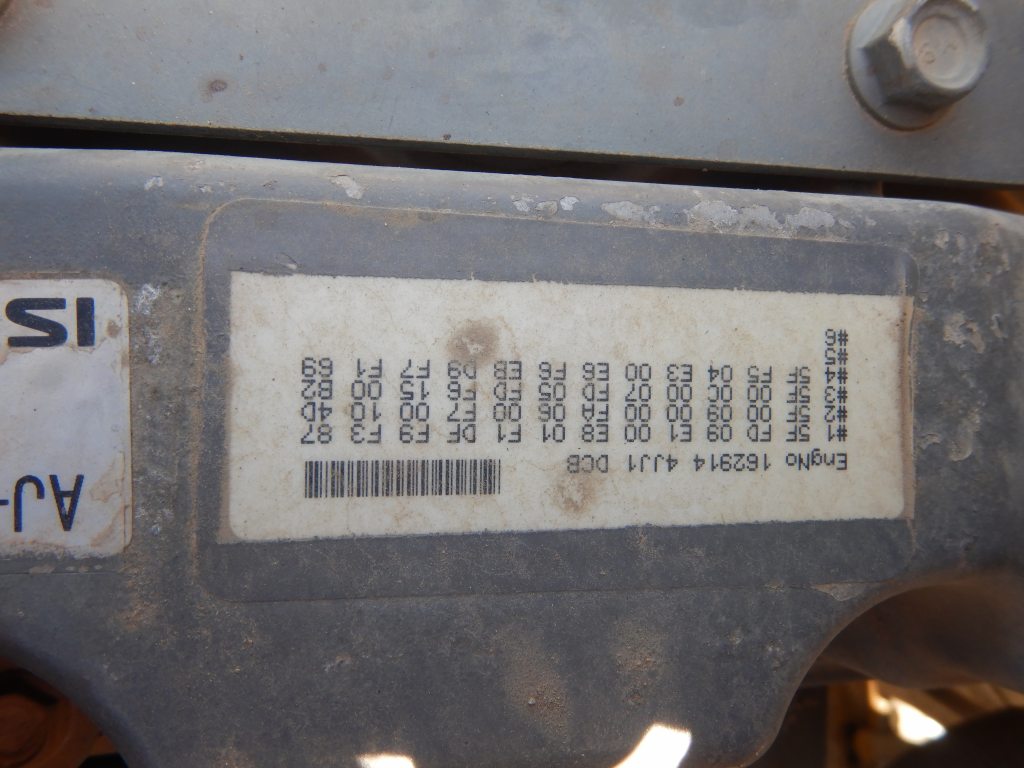 EngNo 162914 4JJ1 DCB
#1 5F FD 09 E1 00 E8 01 F1 DF E9 F3 87
#2 5F 00 09 00 00 FA 06 00 F7 00 10 4D
#3 5F 00 0C 00 07 FD 05 FD F6 15 00 B2
#4 5F F5 04 E3 00 E6 F6 EB D9 F7 F1 69
#5
#6
AJ-
IS